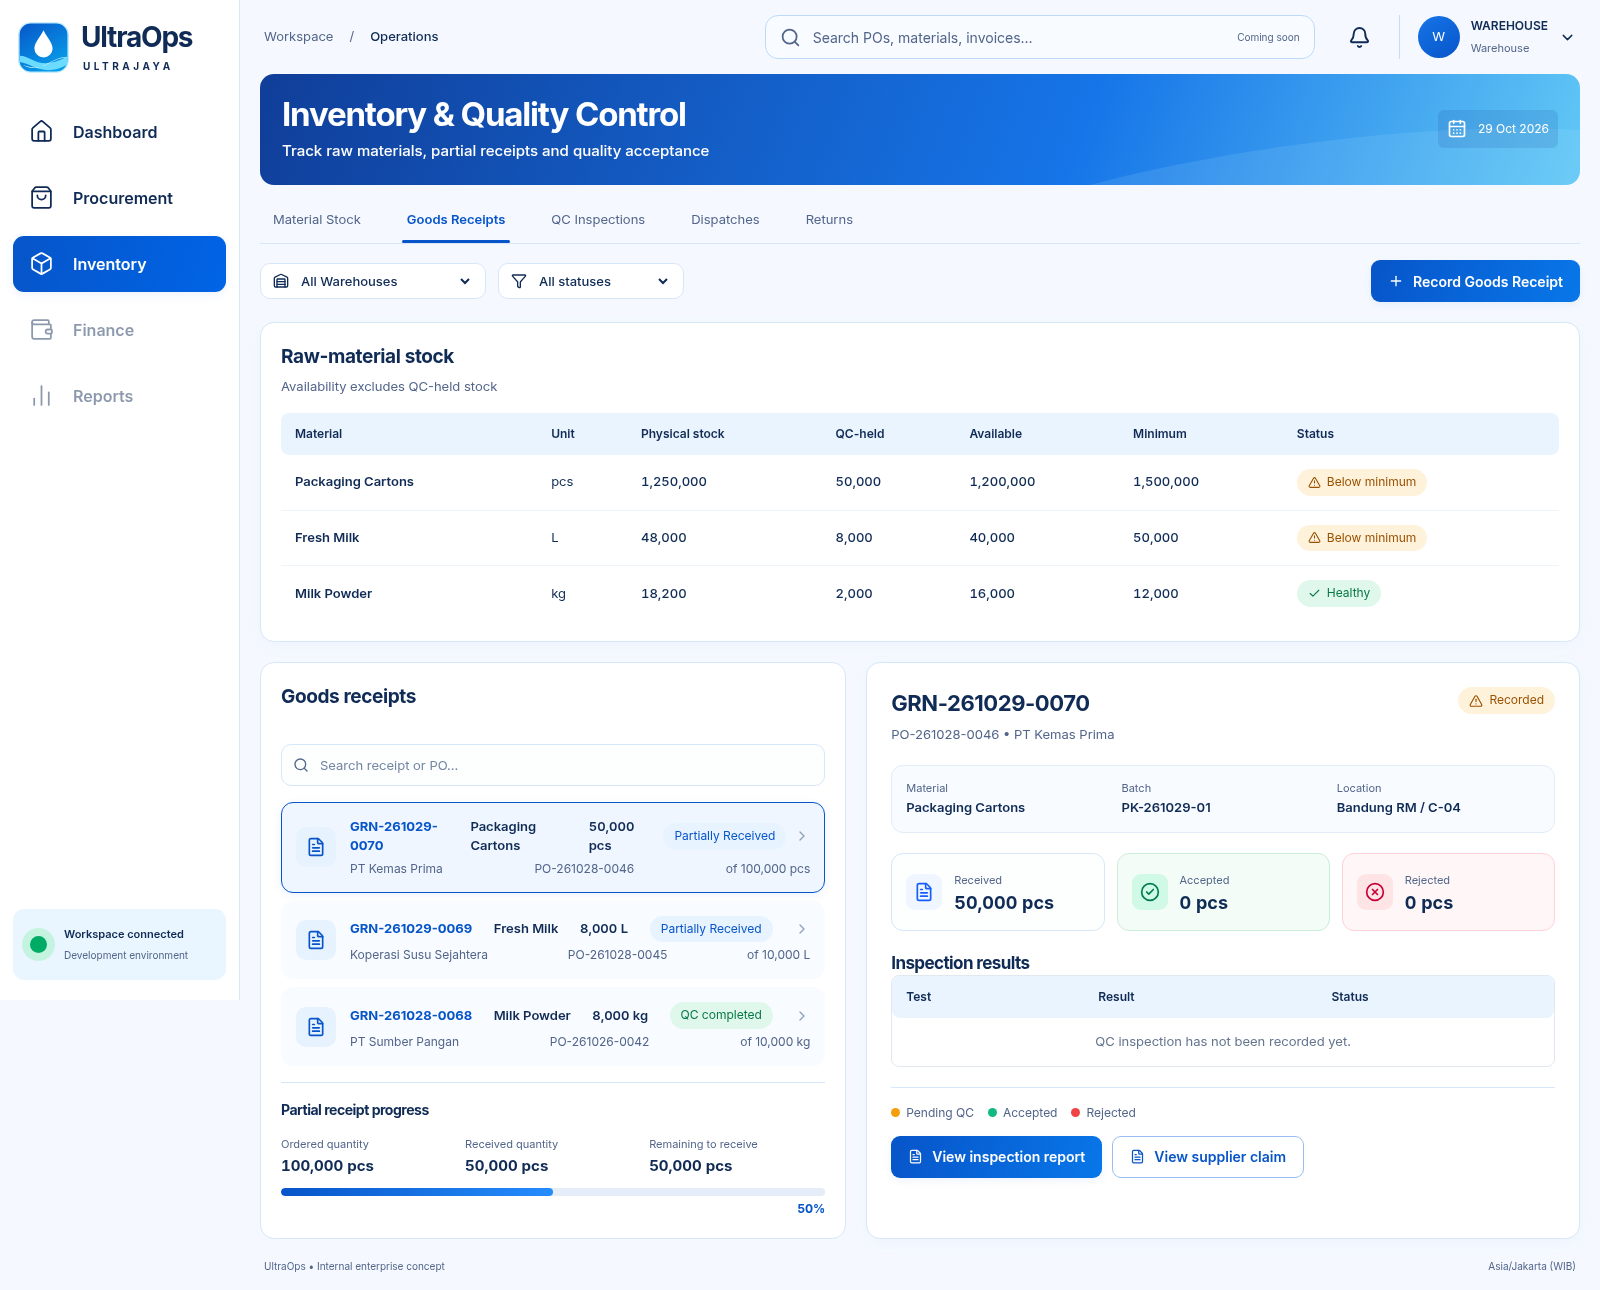 UltraOps
ULTRAJAYA
Dashboard
Procurement
Inventory
Finance
Reports
Workspace connected
Development environment
Workspace / Operations
Search POs, materials, invoices...
Coming soon
W
WAREHOUSE
Warehouse
Inventory & Quality Control
Track raw materials, partial receipts and quality acceptance
29 Oct 2026
Material Stock
Goods Receipts
QC Inspections
Dispatches
Returns
All Warehouses
All statuses
Record Goods Receipt
Raw-material stock
Availability excludes QC-held stock
Material Unit Physical stock QC-held Available Minimum Status
Packaging Cartons pcs 1,250,000 50,000 1,200,000 1,500,000 Below minimum
Fresh Milk L 48,000 8,000 40,000 50,000 Below minimum
Milk Powder kg 18,200 2,000 16,000 12,000 Healthy
Goods receipts
Search receipt or PO...
GRN-261029-0070 Packaging Cartons 50,000 pcs Partially Received
PT Kemas Prima PO-261028-0046 of 100,000 pcs
GRN-261029-0069 Fresh Milk 8,000 L Partially Received
Koperasi Susu Sejahtera PO-261028-0045 of 10,000 L
GRN-261028-0068 Milk Powder 8,000 kg QC completed
PT Sumber Pangan PO-261026-0042 of 10,000 kg
Partial receipt progress
Ordered quantity Received quantity Remaining to receive
100,000 pcs 50,000 pcs 50,000 pcs
50%
GRN-261029-0070
Recorded
PO-261028-0046 • PT Kemas Prima
Material Batch Location
Packaging Cartons PK-261029-01 Bandung RM / C-04
Received
50,000 pcs
Accepted
0 pcs
Rejected
0 pcs
Inspection results
Test Result Status
QC inspection has not been recorded yet.
Pending QC Accepted Rejected
View inspection report
View supplier claim
UltraOps • Internal enterprise concept
Asia/Jakarta (WIB)